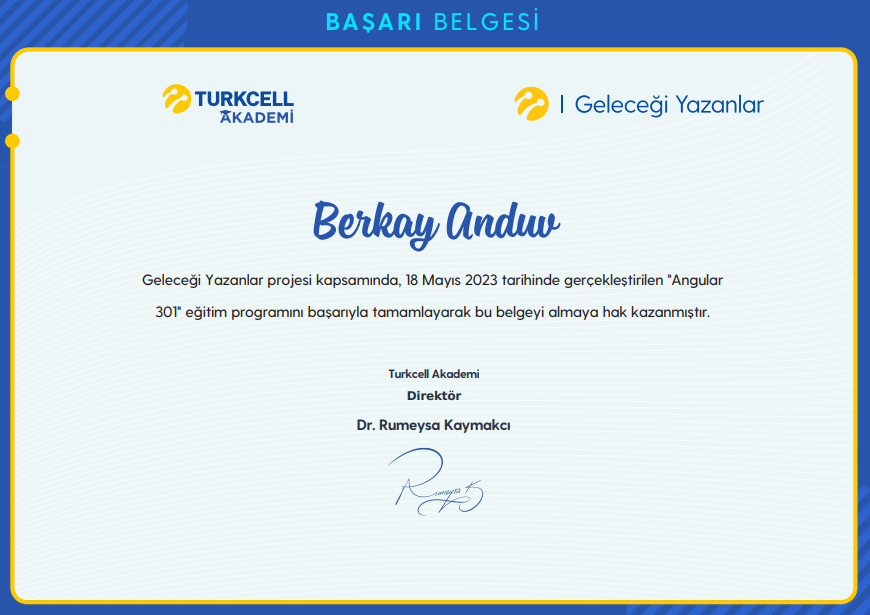 BAŞARI BELGESİ
TURKCELL
AKADEMİ
Geleceği Yazanlar
Berkay Anduv
Geleceği Yazanlar projesi kapsamında, 18 Mayıs 2023 tarihinde gerçekleştirilen "Angular
301" eğitim programını başarıyla tamamlayarak bu belgeyi almaya hak kazanmıştır.
Turkcell Akademi
Direktör
Dr. Rumeysa Kaymakcı
Rumeysa K